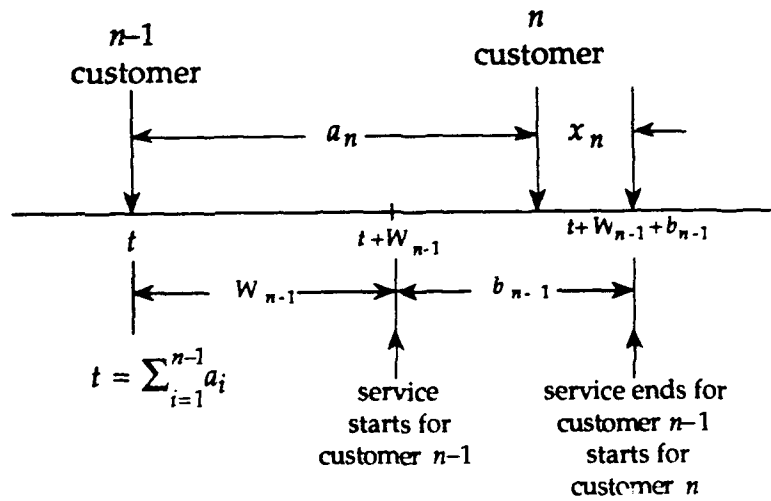 n–1
customer
n
customer
a_n
x_n
t
t+W_{n-1}
t+W_{n-1}+b_{n-1}
W_{n-1}
b_{n-1}
t = ∑_{i=1}^{n-1} a_i
service
starts for
customer n–1
service ends for
customer n–1
starts for
customer n